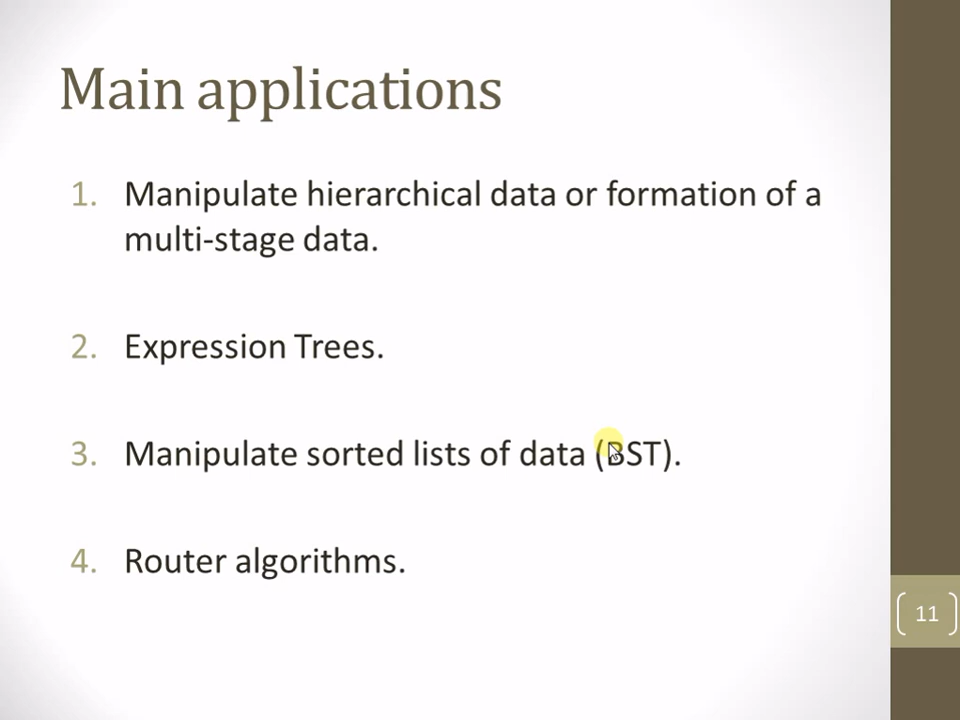 Main applications
1. Manipulate hierarchical data or formation of a
multi-stage data.
2. Expression Trees.
3. Manipulate sorted lists of data (BST).
4. Router algorithms.
11